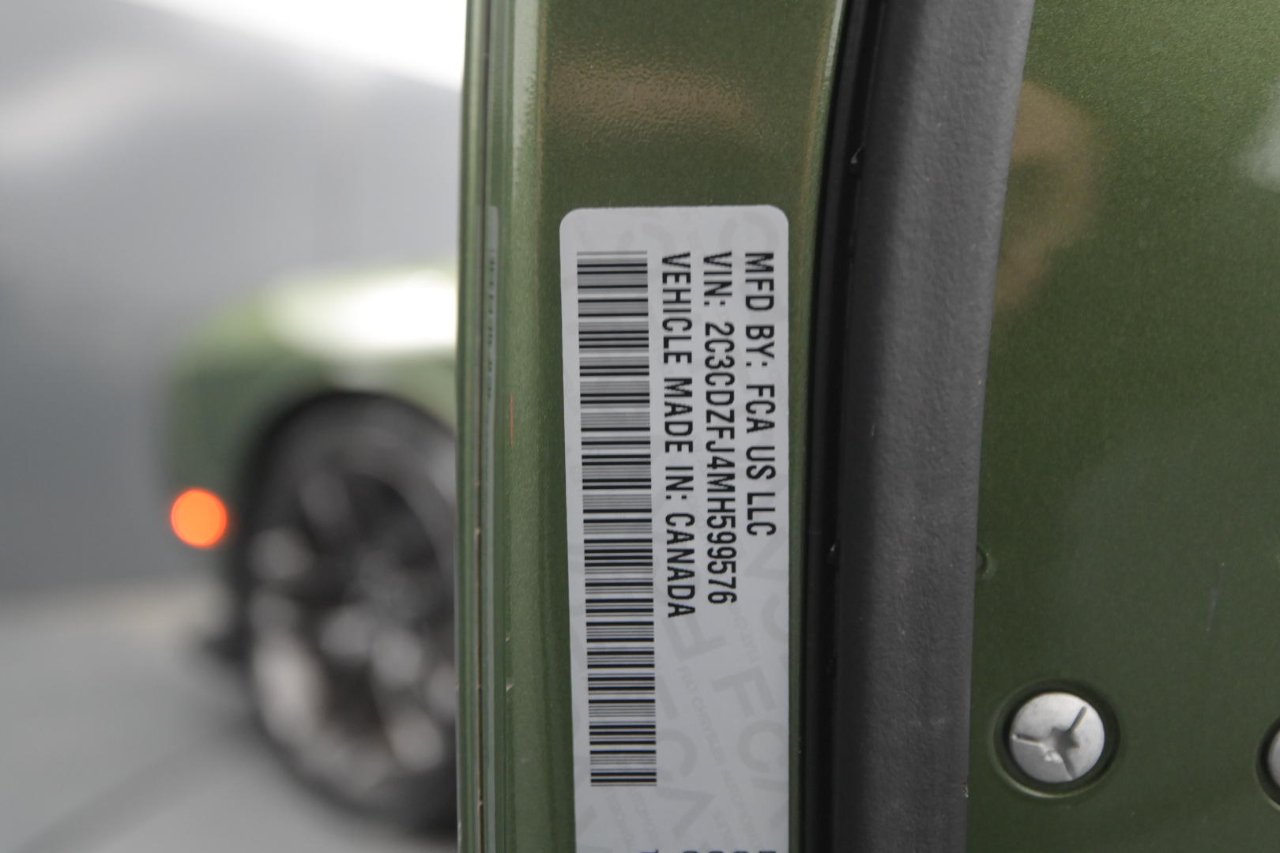 MFD BY: FCA US LLC
VIN: 2C3CDZFJ4MH599576
VEHICLE MADE IN: CANADA